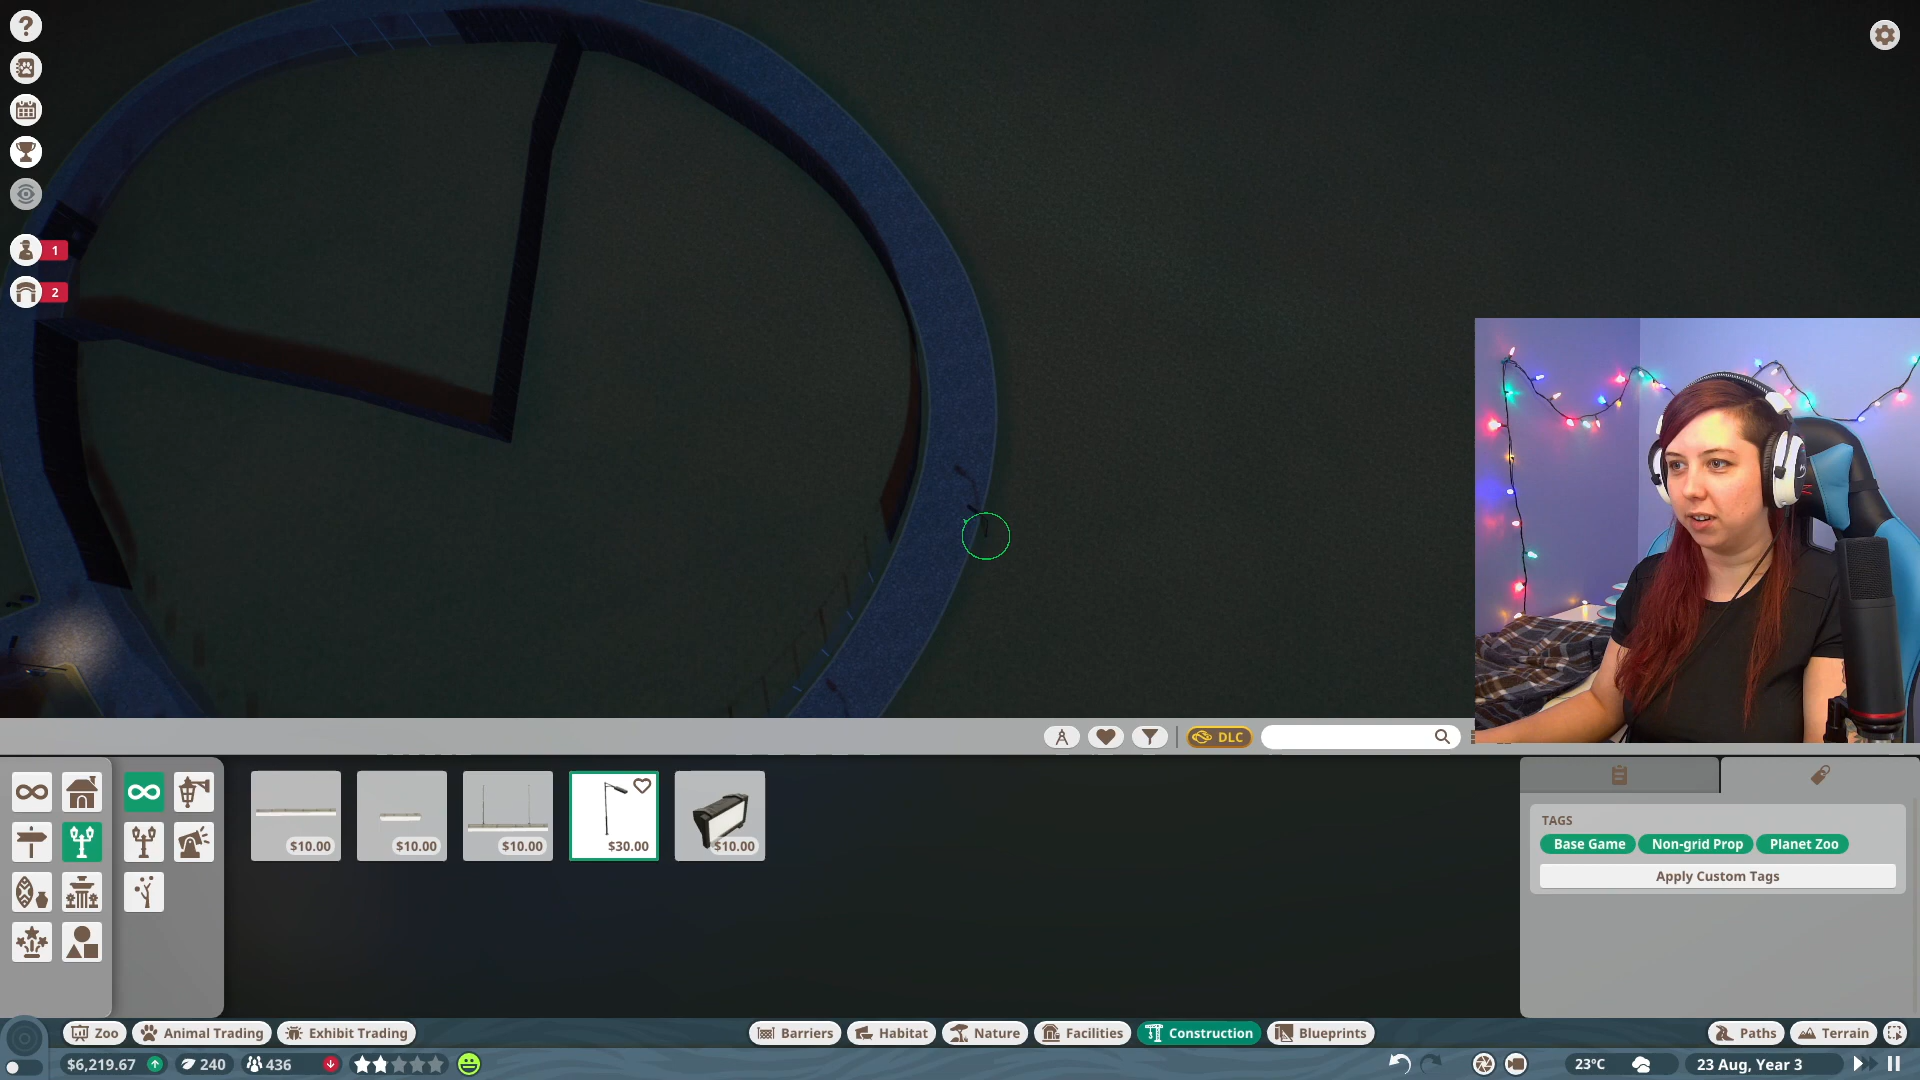 ?
1
2
DLC
$10.00
$10.00
$10.00
$30.00
$10.00
TAGS
Base Game
Non-grid Prop
Planet Zoo
Apply Custom Tags
Zoo
Animal Trading
Exhibit Trading
Barriers
Habitat
Nature
Facilities
Construction
Blueprints
Paths
Terrain
$6,219.67
240
436
23°C
23 Aug, Year 3